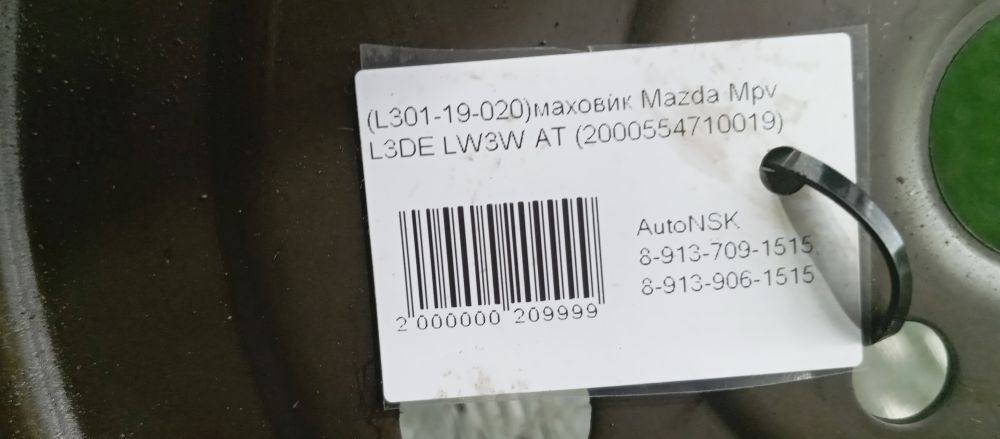 (L301-19-020)маховик Mazda Mpv
L3DE LW3W AT (2000554710019)
AutoNSK
8-913-709-1515
8-913-906-1515
2 000000 209999